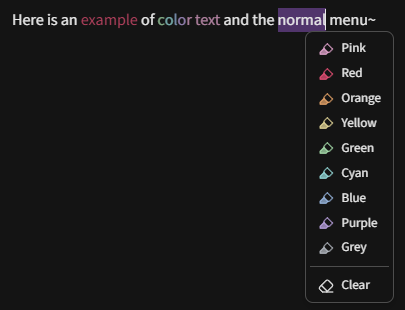 Here is an example of color text and the normal menu~
Pink
Red
Orange
Yellow
Green
Cyan
Blue
Purple
Grey
Clear